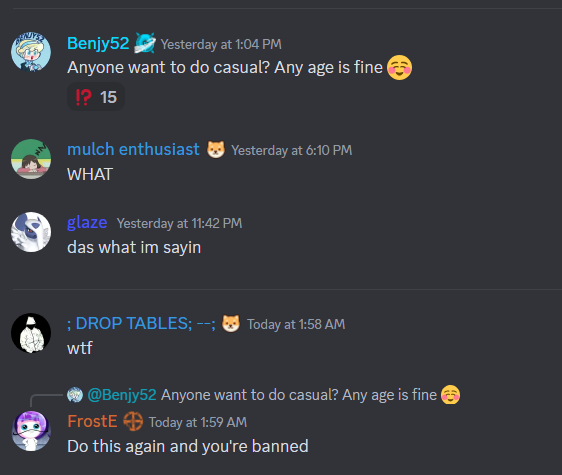 Benjy52 Yesterday at 1:04 PM
Anyone want to do casual? Any age is fine ☺️
⁉️ 15
mulch enthusiast Yesterday at 6:10 PM
WHAT
glaze Yesterday at 11:42 PM
das what im sayin
; DROP TABLES; --; Today at 1:58 AM
wtf
@Benjy52 Anyone want to do casual? Any age is fine ☺️
FrostE Today at 1:59 AM
Do this again and you're banned